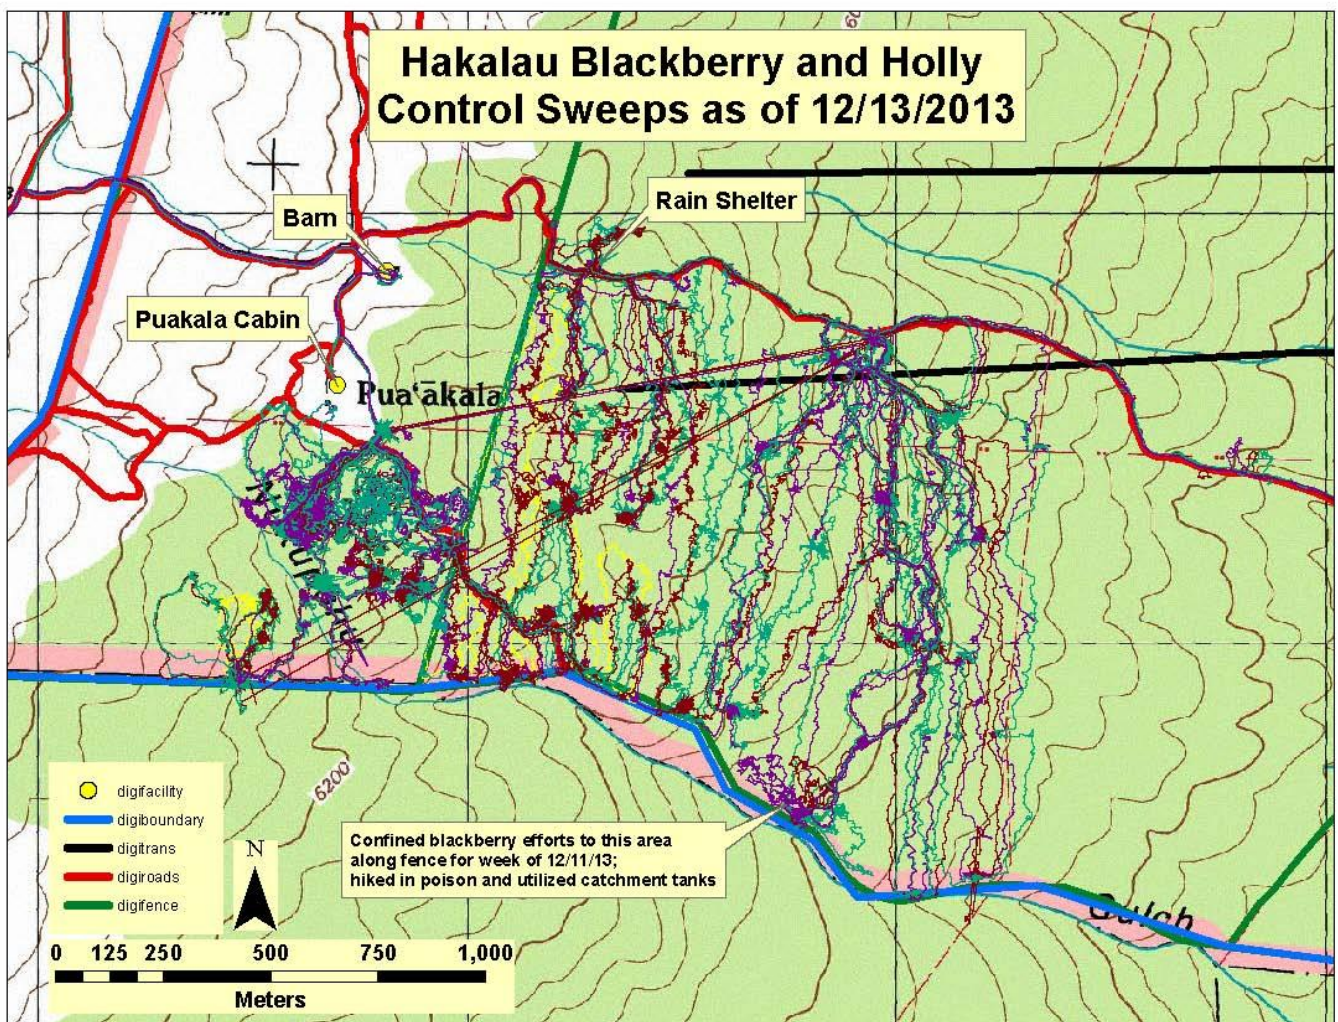 Hakalau Blackberry and Holly
Control Sweeps as of 12/13/2013
Rain Shelter
Barn
Puakala Cabin
Pua‘ākala
6200'
digifacility
digiboundary
digitrans
digiroads
digifence
N
Confined blackberry efforts to this area
along fence for week of 12/11/13;
hiked in poison and utilized catchment tanks
Gulch
0 125 250 500 750 1,000
Meters